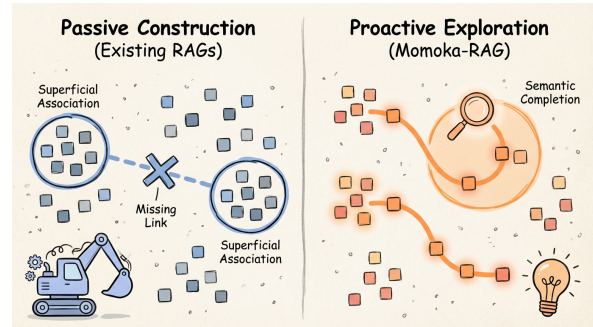 Passive Construction
(Existing RAGs)
Superficial
Association
Missing
Link
Superficial
Association
Proactive Exploration
(Momoka-RAG)
Semantic
Completion